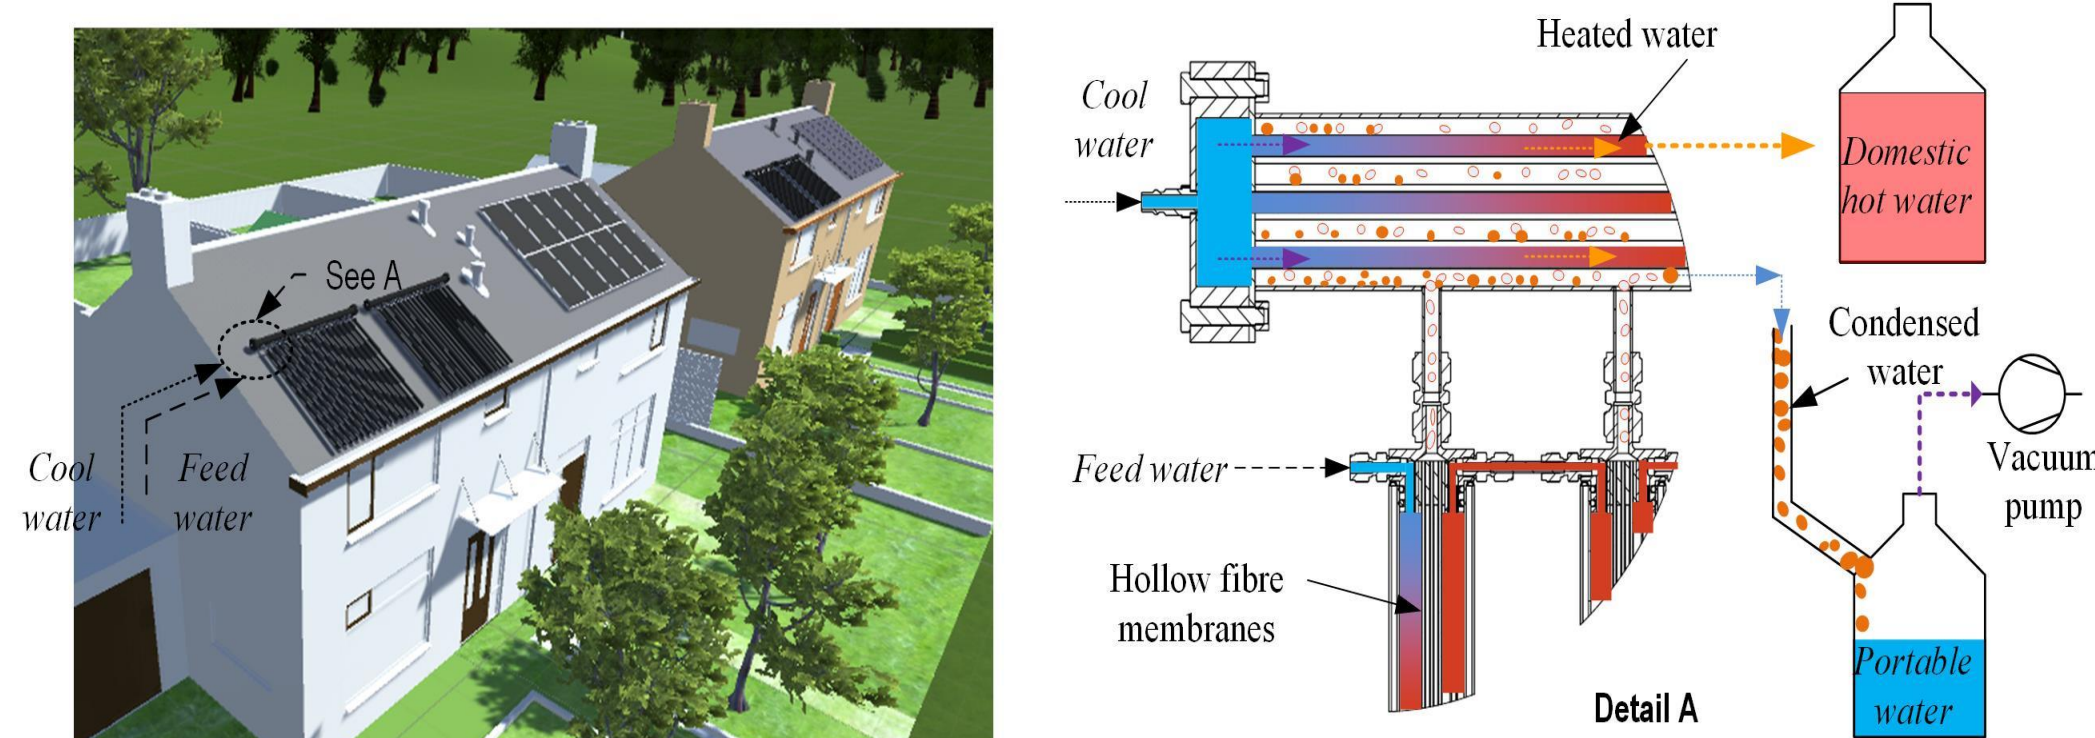 See A
Cool
water
Feed
water
Heated water
Cool
water
Domestic
hot water
Condensed
water
Vacuum
pump
Feed water
Hollow fibre
membranes
Portable
water
Detail A